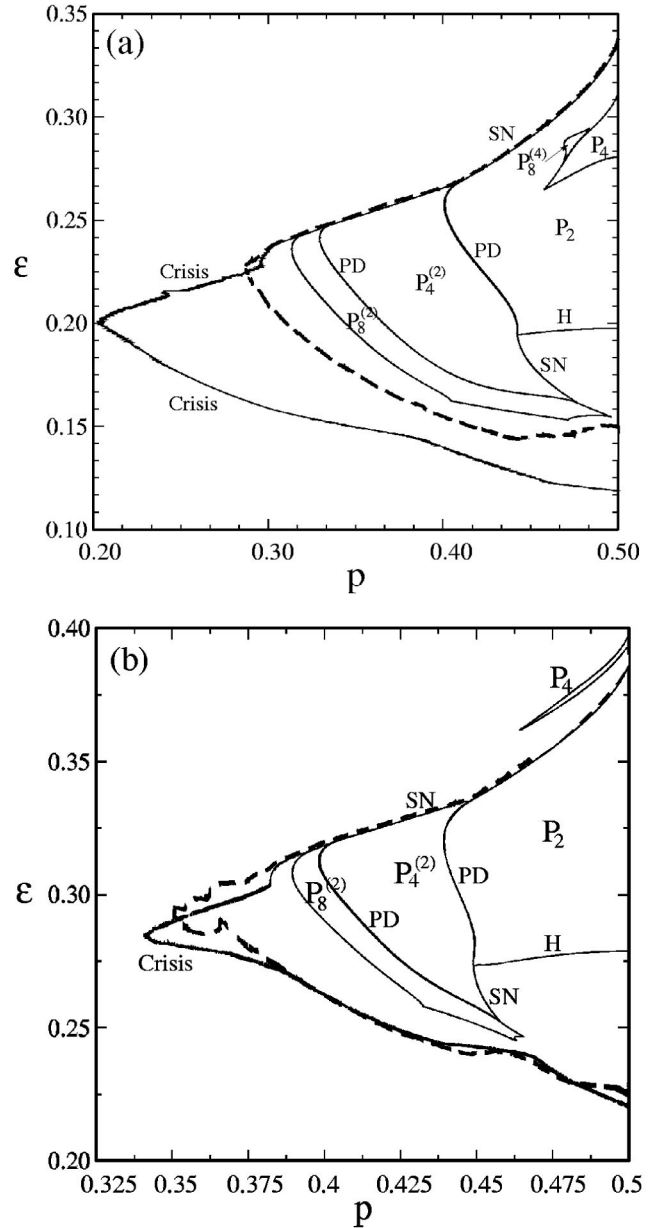 (a)
0.35
0.30
0.25
0.20
0.15
0.10
ε
SN
P8(4)
P4
P2
PD
PD
P4(2)
P8(2)
H
SN
Crisis
Crisis
0.20
0.30
0.40
0.50
p
(b)
0.40
0.35
0.30
0.25
0.20
ε
P4
SN
P2
P4(2)
P8(2)
PD
PD
H
SN
Crisis
0.325
0.35
0.375
0.4
0.425
0.45
0.475
0.5
p